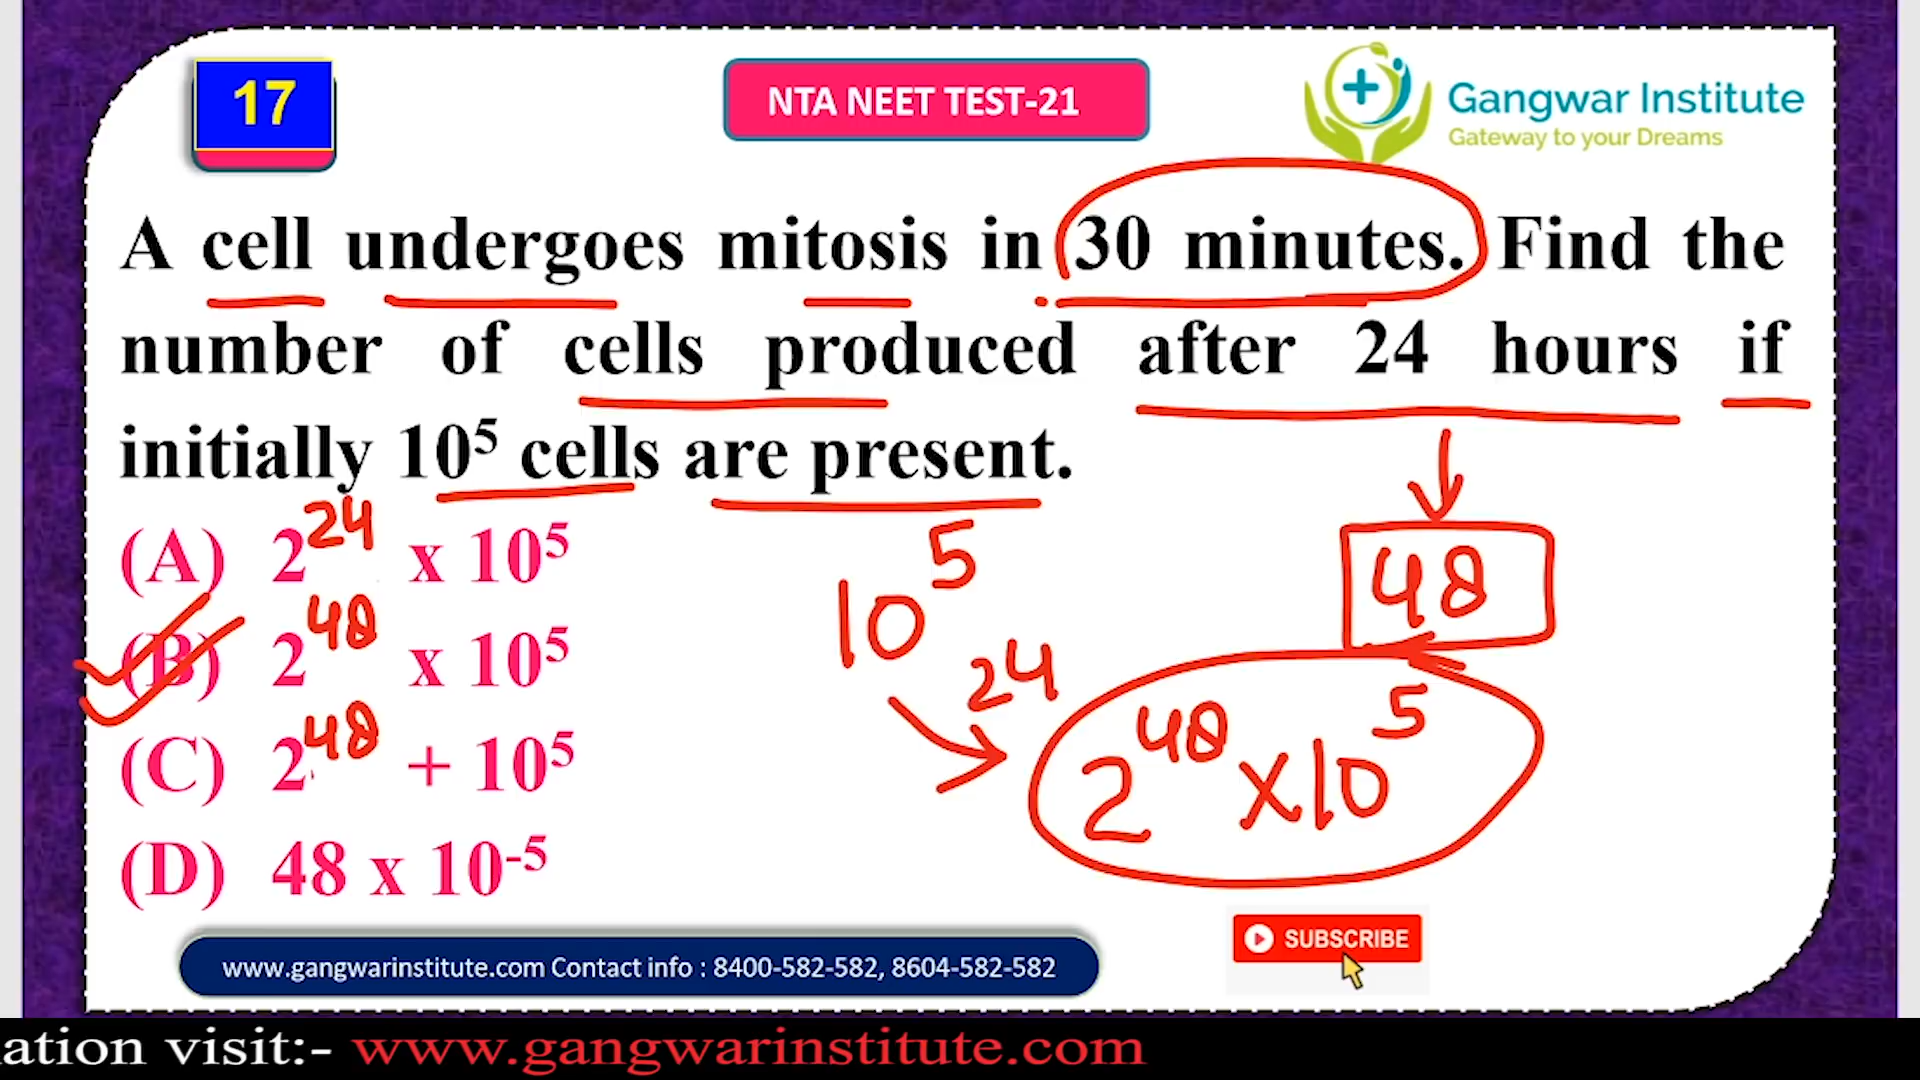 17
NTA NEET TEST-21
Gangwar Institute
Gateway to your Dreams
A cell undergoes mitosis in 30 minutes. Find the
number of cells produced after 24 hours if
initially 10⁵ cells are present.
(A) 2²⁴ x 10⁵
(B) 2⁴⁸ x 10⁵
(C) 2⁴⁸ + 10⁵
(D) 48 x 10⁻⁵
10⁵
24
48
2⁴⁸ x 10⁵
www.gangwarinstitute.com Contact info : 8400-582-582, 8604-582-582
SUBSCRIBE
ation visit:- www.gangwarinstitute.com